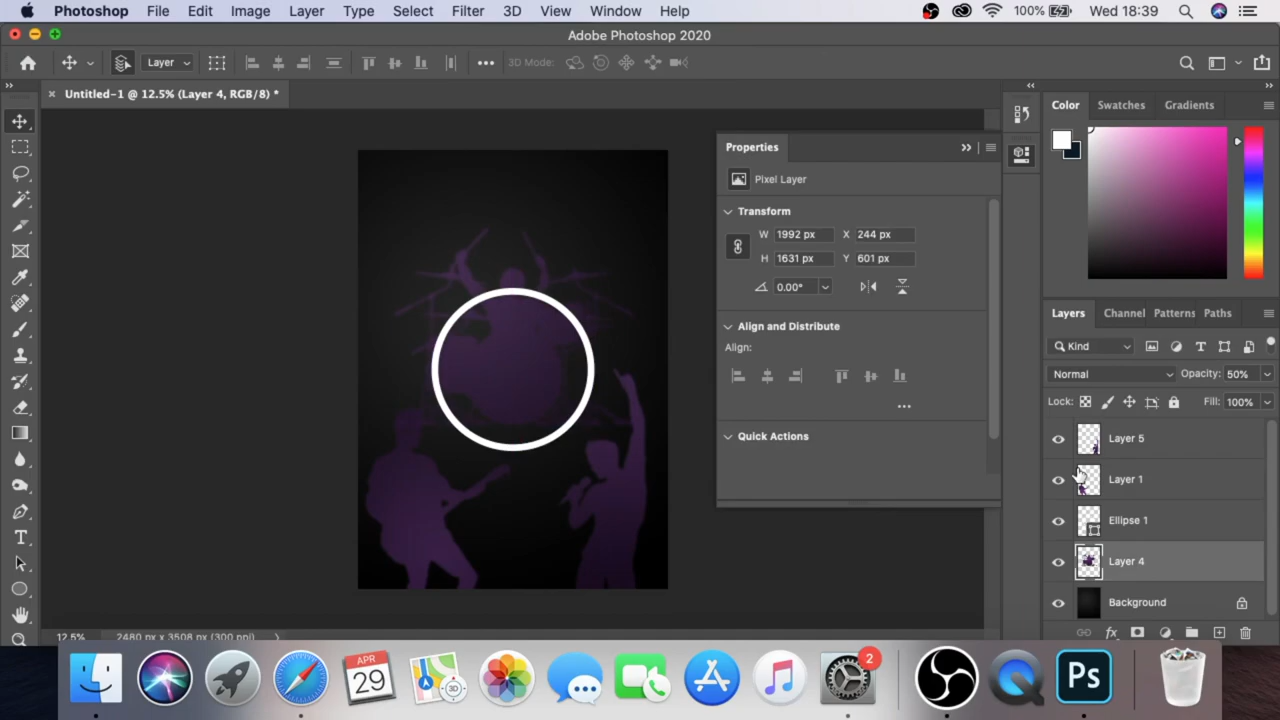 Photoshop File Edit Image Layer Type Select Filter 3D View Window Help 100% Wed 18:39
Adobe Photoshop 2020
Layer 3D Mode:
Untitled-1 @ 12.5% (Layer 4, RGB/8) *
Color Swatches Gradients
Properties
Pixel Layer
Transform
W 1992 px X 244 px
H 1631 px Y 601 px
0.00°
Align and Distribute
Align:
Quick Actions
Layers Channel Patterns Paths
Kind
Normal Opacity: 50%
Lock: Fill: 100%
Layer 5
Layer 1
Ellipse 1
Layer 4
Background
fx
12.5% 2480 px x 3508 px (300 ppi)
APR
29
3D
2
Ps